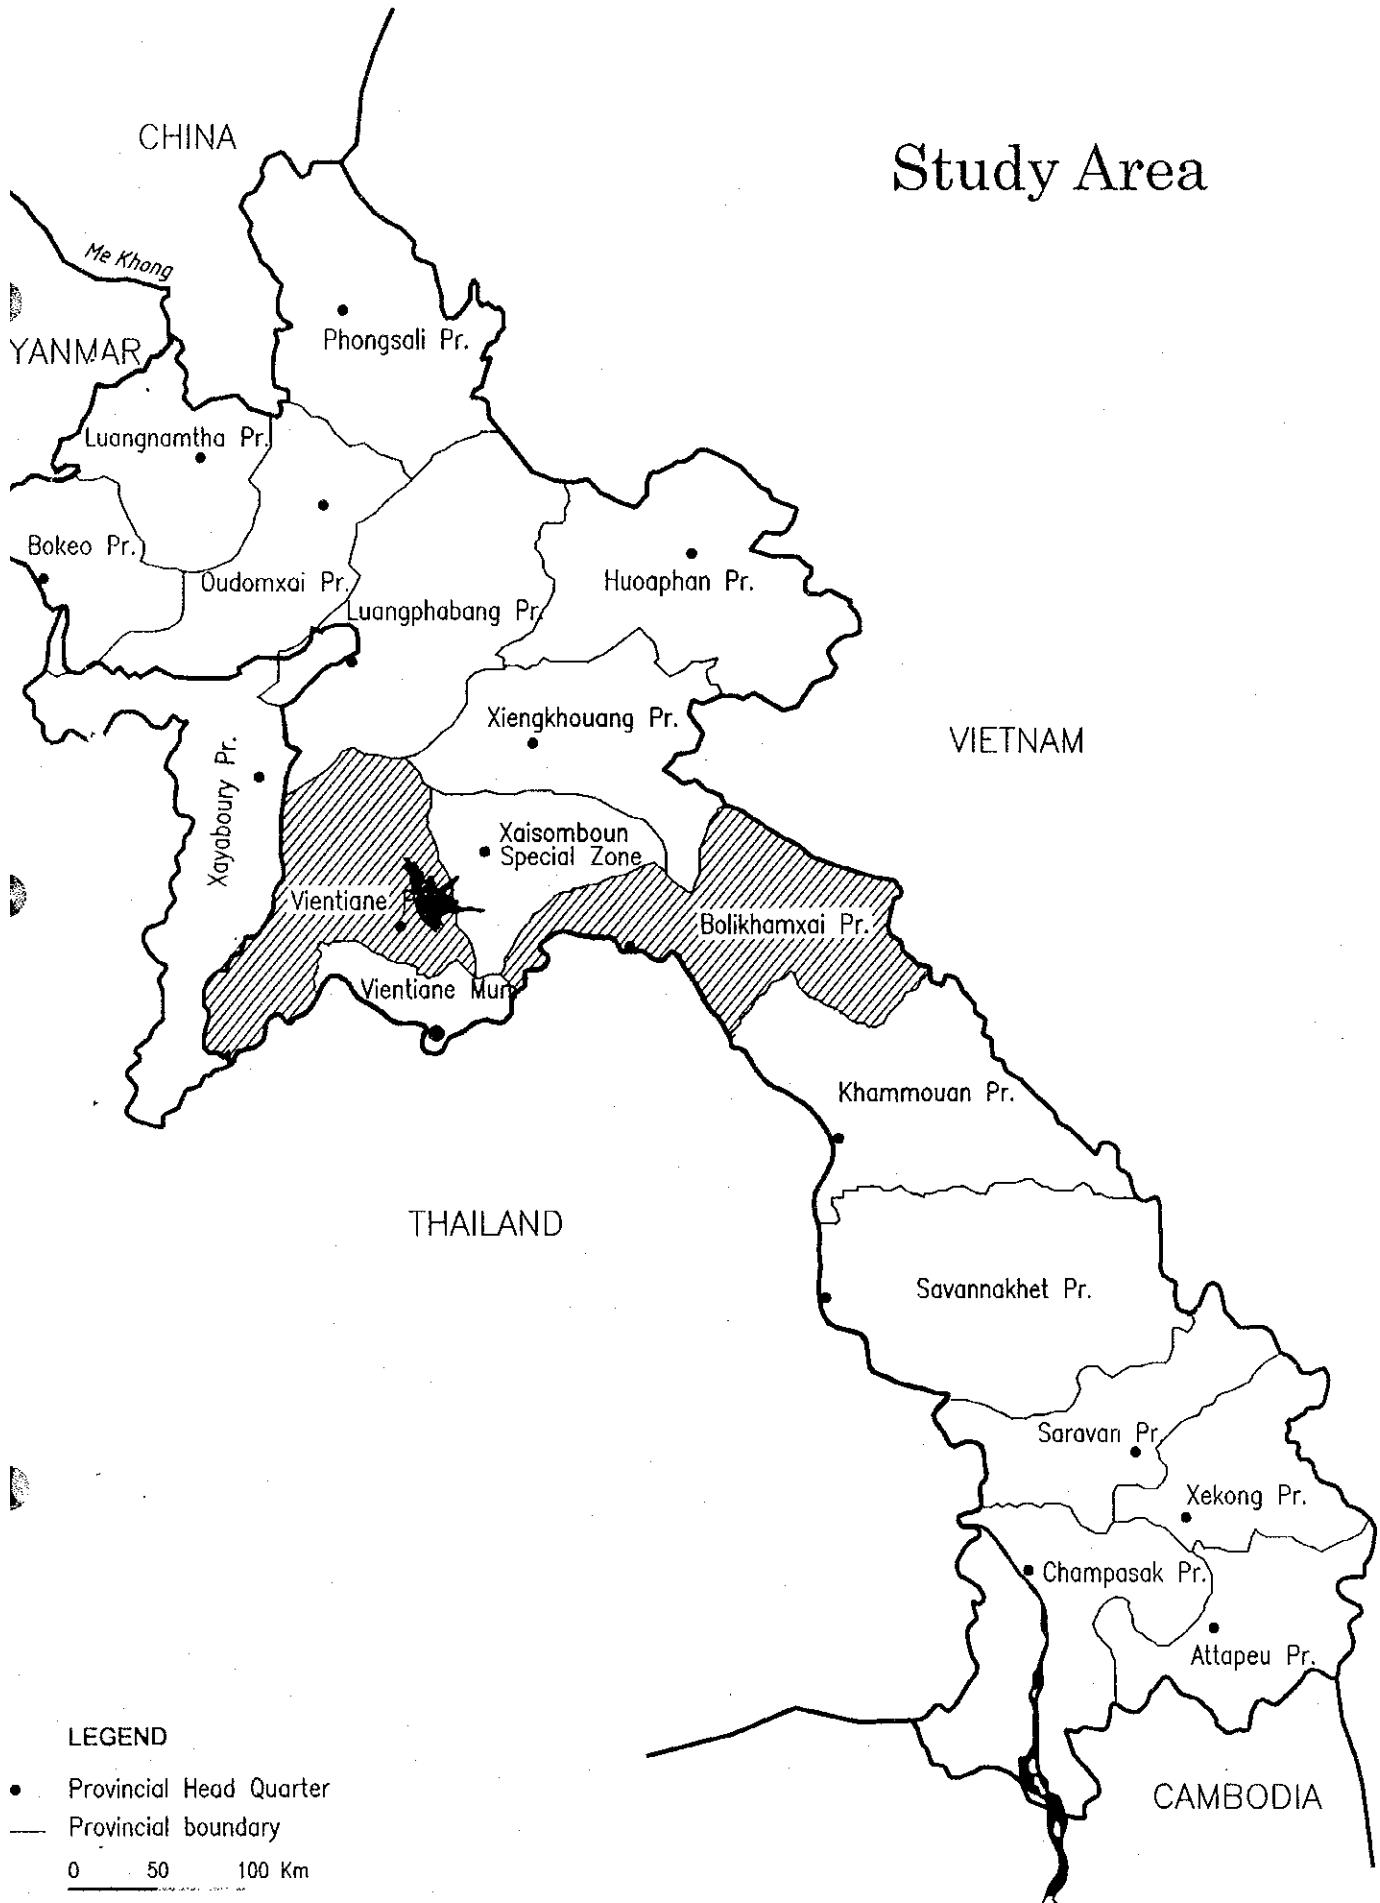 CHINA
Study Area
Me Khong
Phongsali Pr.
YANMAR
Luangnamtha Pr.
Bokeo Pr.
Oudomxai Pr.
Huoaphan Pr.
Luangphabang Pr.
Xiengkhouang Pr.
VIETNAM
Xayaboury Pr.
Xaisomboun
Special Zone
Vientiane
Bolikhamxai Pr.
Vientiane Mun
Khammouan Pr.
THAILAND
Savannakhet Pr.
Saravan Pr.
Xekong Pr.
Champasak Pr.
Attapeu Pr.
CAMBODIA
LEGEND
Provincial Head Quarter
Provincial boundary
0 50 100 Km